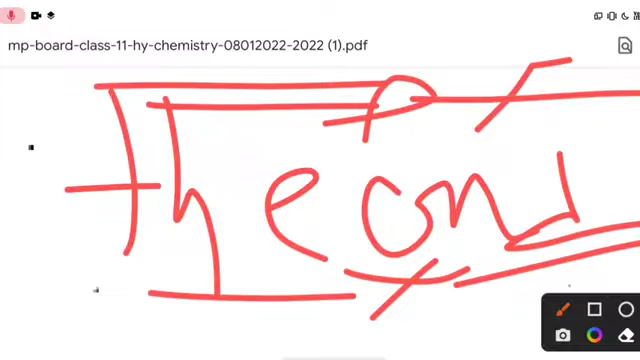 mp-board-class-11-hy-chemistry-08012022-2022 (1).pdf
The end